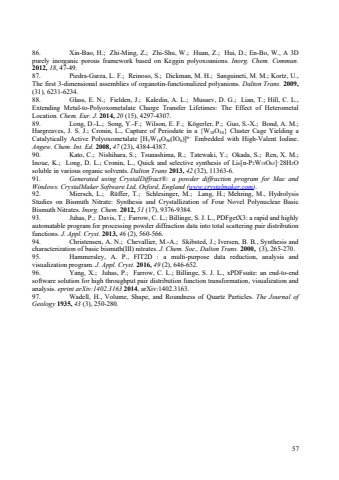 86. Xin-Bao, H.; Zhi-Ming, Z.; Zhi-Shu, W.; Huan, Z.; Hui, D.; En-Bo, W., A 3D
purely inorganic porous framework based on Keggin polyoxoanions. Inorg. Chem. Commun.
2012, 18, 47-49.
87. Piedra-Garza, L. F.; Reinoso, S.; Dickman, M. H.; Sanguineti, M. M.; Kortz, U.,
The first 3-dimensional assemblies of organotin-functionalized polyanions. Dalton Trans. 2009,
(31), 6231-6234.
88. Glass, E. N.; Fielden, J.; Kaledin, A. L.; Musaev, D. G.; Lian, T.; Hill, C. L.,
Extending Metal-to-Polyoxometalate Charge Transfer Lifetimes: The Effect of Heterometal
Location. Chem. Eur. J. 2014, 20 (15), 4297-4307.
89. Long, D.-L.; Song, Y.-F.; Wilson, E. F.; Kögerler, P.; Guo, S.-X.; Bond, A. M.;
Hargreaves, J. S. J.; Cronin, L., Capture of Periodate in a {W₁₈O₅₄} Cluster Cage Yielding a
Catalytically Active Polyoxometalate [H₃W₁₈O₅₆(IO₆)]⁶⁻ Embedded with High-Valent Iodine.
Angew. Chem. Int. Ed. 2008, 47 (23), 4384-4387.
90. Kato, C.; Nishihara, S.; Tsunashima, R.; Tatewaki, Y.; Okada, S.; Ren, X. M.;
Inoue, K.; Long, D. L.; Cronin, L., Quick and selective synthesis of Li₆[α-P₂W₁₈O₆₂]·28H₂O
soluble in various organic solvents. Dalton Trans 2013, 42 (32), 11363-6.
91. Generated using CrystalDiffract®: a powder diffraction program for Mac and
Windows. CrystalMaker Software Ltd, Oxford, England (www.crystalmaker.com).
92. Miersch, L.; Rüffer, T.; Schlesinger, M.; Lang, H.; Mehring, M., Hydrolysis
Studies on Bismuth Nitrate: Synthesis and Crystallization of Four Novel Polynuclear Basic
Bismuth Nitrates. Inorg. Chem. 2012, 51 (17), 9376-9384.
93. Juhas, P.; Davis, T.; Farrow, C. L.; Billinge, S. J. L., PDFgetX3: a rapid and highly
automatable program for processing powder diffraction data into total scattering pair distribution
functions. J. Appl. Cryst. 2013, 46 (2), 560-566.
94. Christensen, A. N.; Chevallier, M.-A.; Skibsted, J.; Iversen, B. B., Synthesis and
characterization of basic bismuth(III) nitrates. J. Chem. Soc., Dalton Trans. 2000, (3), 265-270.
95. Hammersley, A. P., FIT2D : a multi-purpose data reduction, analysis and
visualization program. J. Appl. Cryst. 2016, 49 (2), 646-652.
96. Yang, X.; Juhas, P.; Farrow, C. L.; Billinge, S. J. L., xPDFsuite: an end-to-end
software solution for high throughput pair distribution function transformation, visualization and
analysis. eprint arXiv:1402.3163 2014, arXiv:1402.3163.
97. Wadell, H., Volume, Shape, and Roundness of Quartz Particles. The Journal of
Geology 1935, 43 (3), 250-280.
57